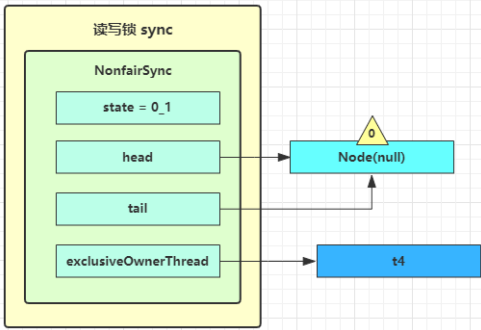 读写锁 sync
NonfairSync
state = 0_1
0
head
Node(null)
tail
exclusiveOwnerThread
t4